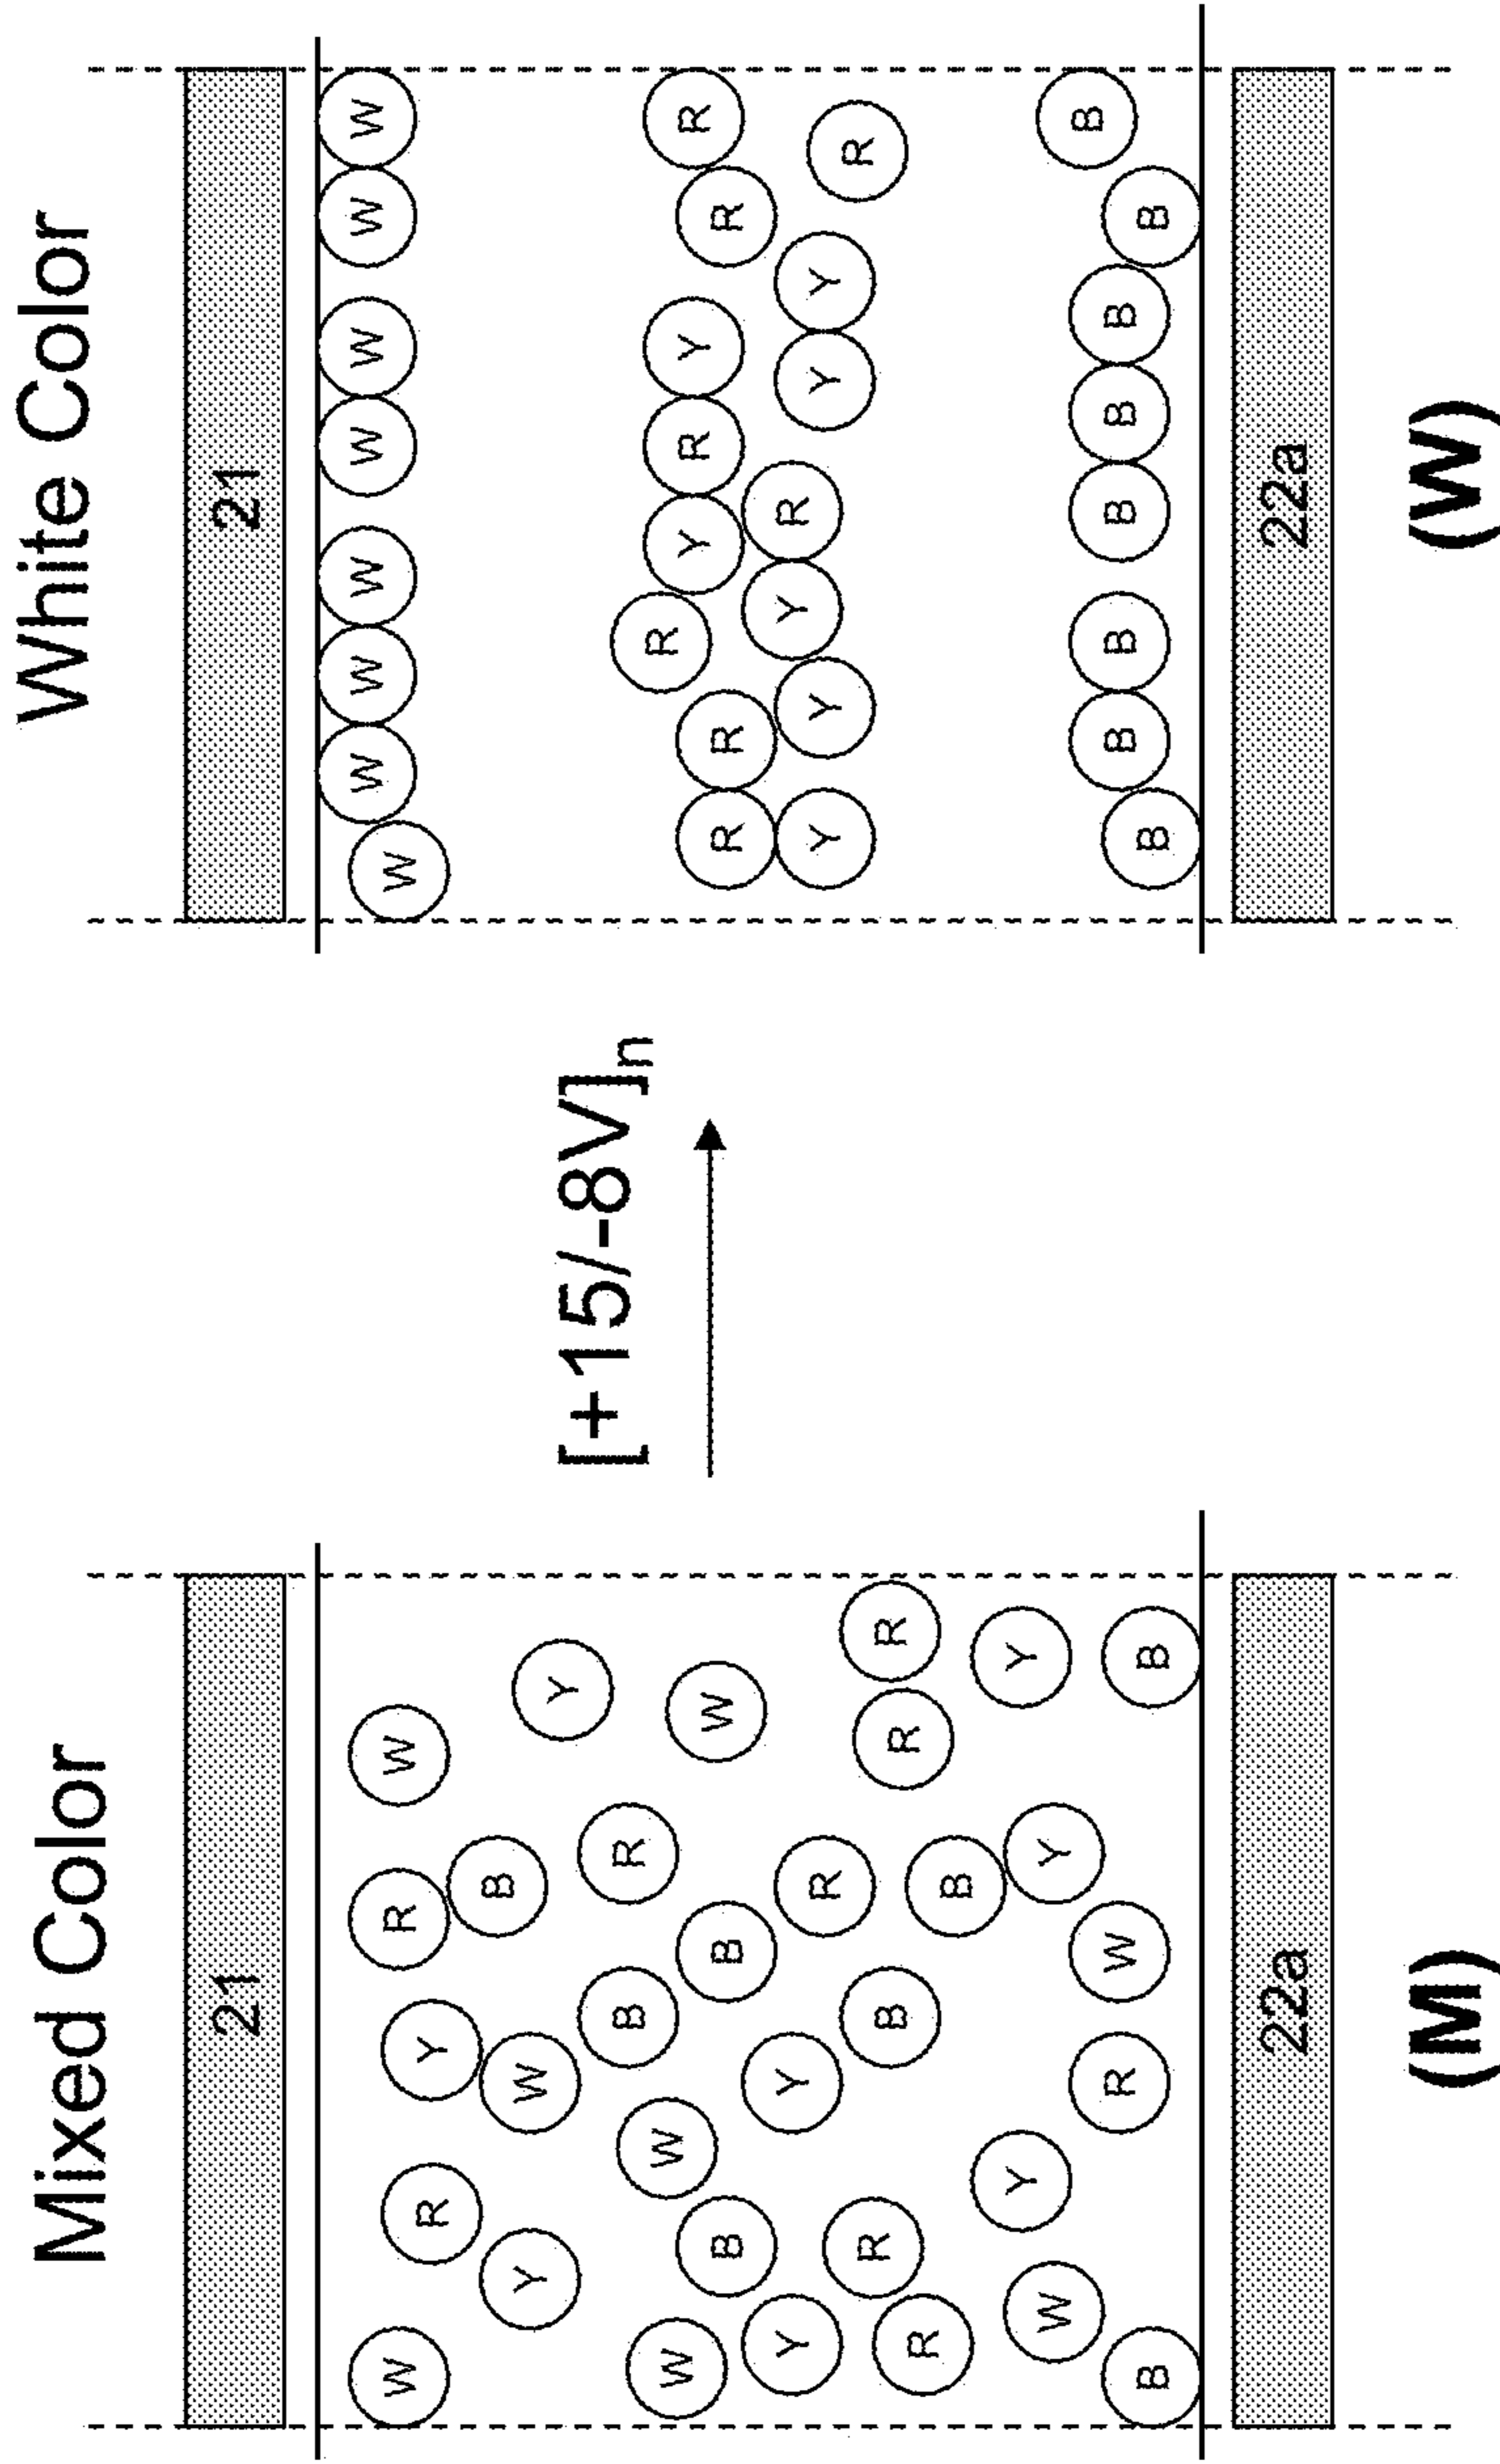 Mixed Color
21
W R Y R W
Y W B Y
W W B R W
Y B Y B R
R R B R R
W Y Y Y
B R W B
22a
(M)
[+15/-8V]n
White Color
21
W W W W W W W W
R R R Y R Y R R
Y Y Y R Y Y R
B B B B B B B B
22a
(W)